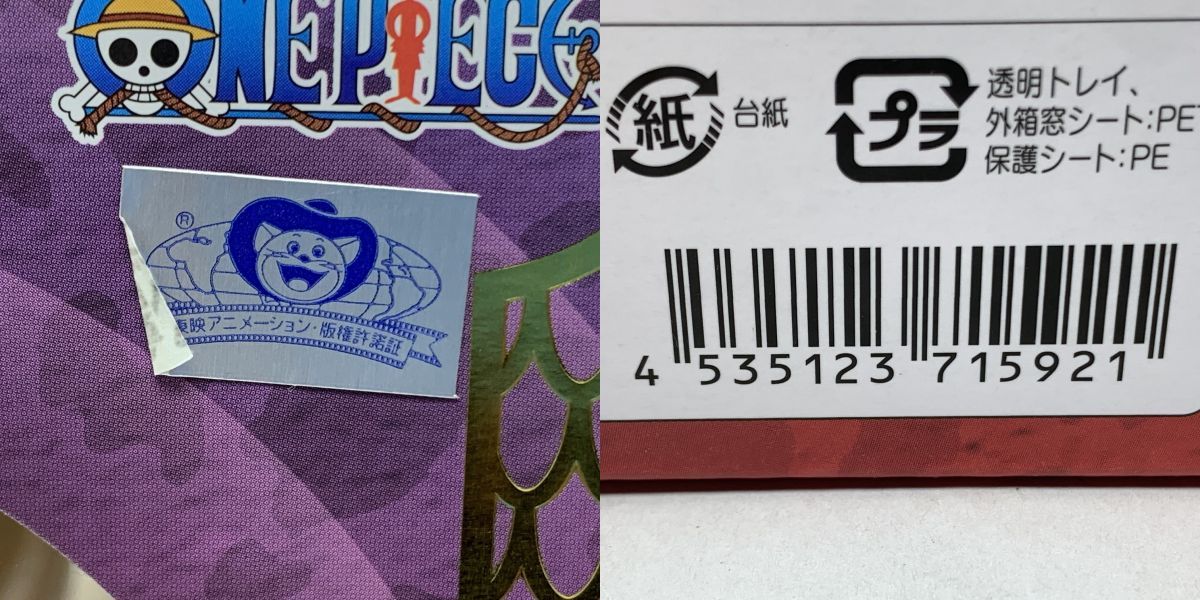 ONE PIECE
®
東映アニメーション・版権許諾証
紙 台紙
プラ 透明トレイ、
外箱窓シート:PE
保護シート:PE
4 535123 715921